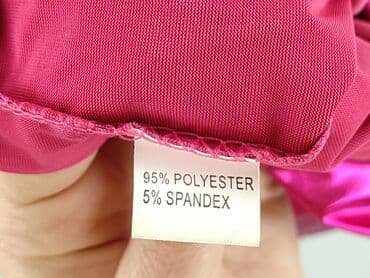 95% POLYESTER
5% SPANDEX